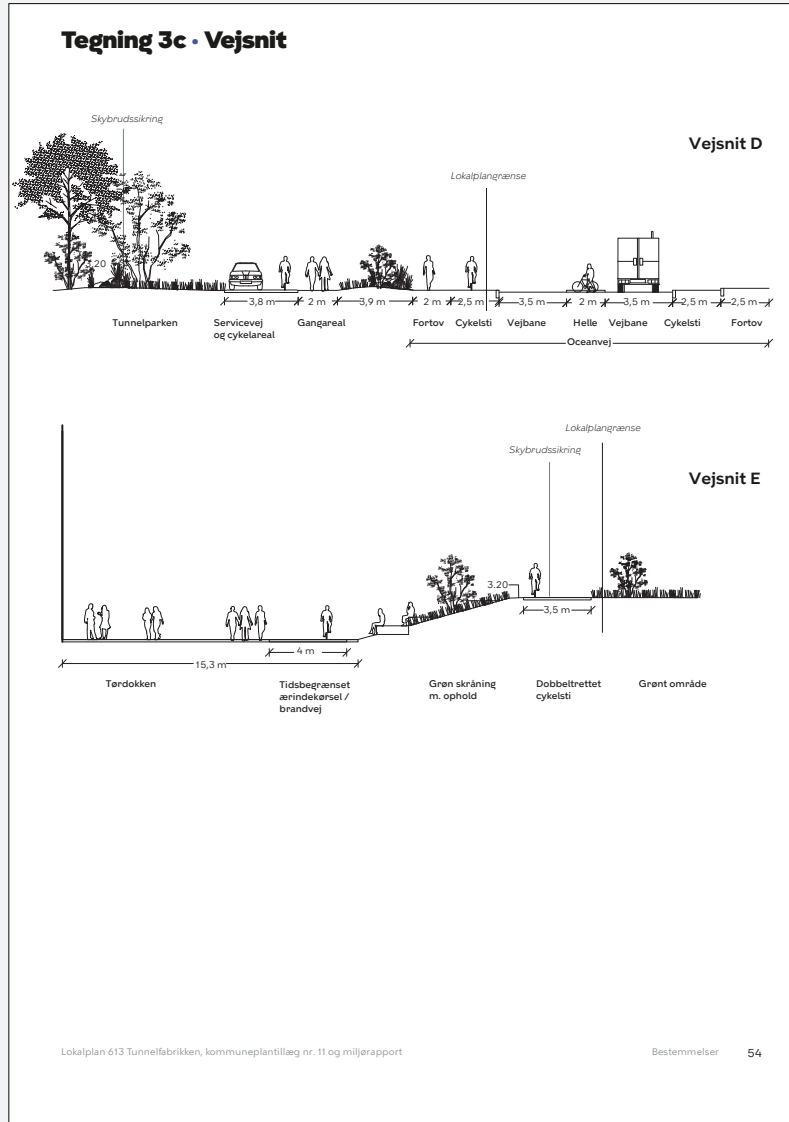 Tegning 3c • Vejsnit
Skybrudssikring
Vejsnit D
Lokalplangrænse
3.20
3,8 m 2 m 3,9 m 2 m 2,5 m 3,5 m 2 m 3,5 m 2,5 m 2,5 m
Tunnelparken Servicevej Gangareal Fortov Cykelsti Vejbane Helle Vejbane Cykelsti Fortov
og cykelareal
Oceanvej
Lokalplangrænse
Skybrudssikring
Vejsnit E
3.20
3,5 m
4 m
15,3 m
Tørdokken Tidsbegrænset Grøn skråning Dobbeltrettet Grønt område
ærindekørsel / m. ophold cykelsti
brandvej
Lokalplan 613 Tunnelfabrikken, kommuneplantillæg nr. 11 og miljørapport Bestemmelser 54